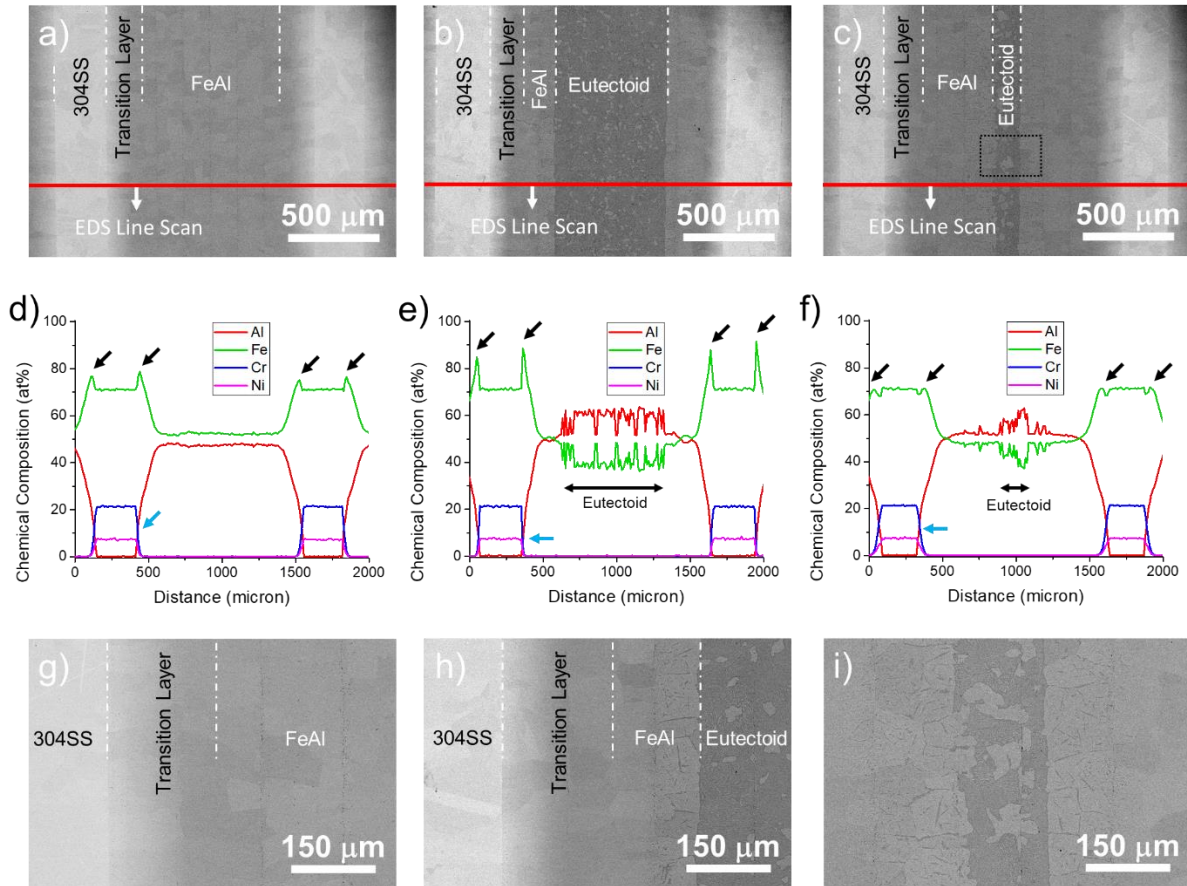 a)
304SS
Transition Layer
FeAl
EDS Line Scan
500 μm
b)
304SS
Transition Layer
FeAl
Eutectoid
EDS Line Scan
500 μm
c)
304SS
Transition Layer
FeAl
Eutectoid
EDS Line Scan
500 μm
d)
Chemical Composition (at%)
100
80
60
40
20
0
Al
Fe
Cr
Ni
0 500 1000 1500 2000
Distance (micron)
e)
Chemical Composition (at%)
100
80
60
40
20
0
Al
Fe
Cr
Ni
Eutectoid
0 500 1000 1500 2000
Distance (micron)
f)
Chemical Composition (at%)
100
80
60
40
20
0
Al
Fe
Cr
Ni
Eutectoid
0 500 1000 1500 2000
Distance (micron)
g)
304SS
Transition Layer
FeAl
150 μm
h)
304SS
Transition Layer
FeAl
Eutectoid
150 μm
i)
150 μm